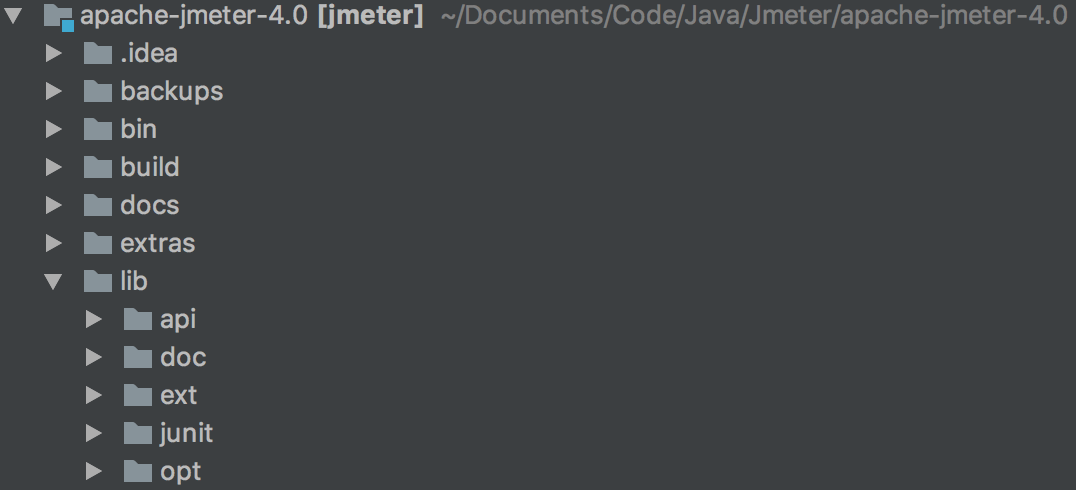 apache-jmeter-4.0 [jmeter] ~/Documents/Code/Java/Jmeter/apache-jmeter-4.0
.idea
backups
bin
build
docs
extras
lib
api
doc
ext
junit
opt